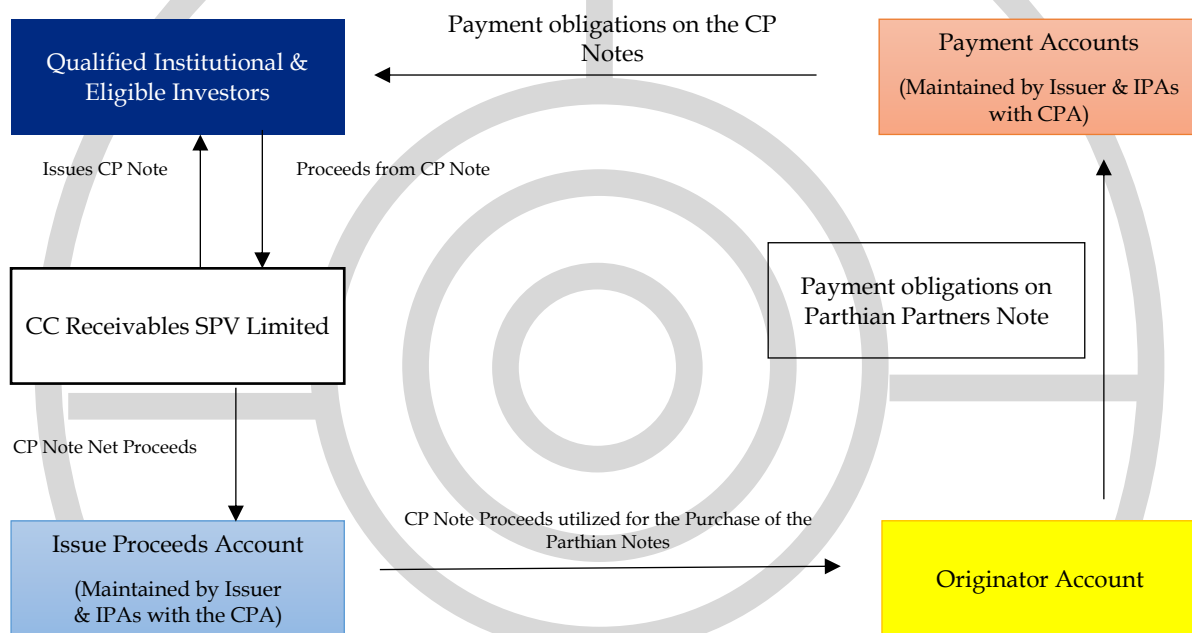 Payment obligations on the CP
Notes
Qualified Institutional &
Eligible Investors
Payment Accounts
(Maintained by Issuer & IPAs
with CPA)
Issues CP Note
Proceeds from CP Note
CC Receivables SPV Limited
Payment obligations on
Parthian Partners Note
CP Note Net Proceeds
Issue Proceeds Account
(Maintained by Issuer
& IPAs with the CPA)
CP Note Proceeds utilized for the Purchase of the
Parthian Notes
Originator Account